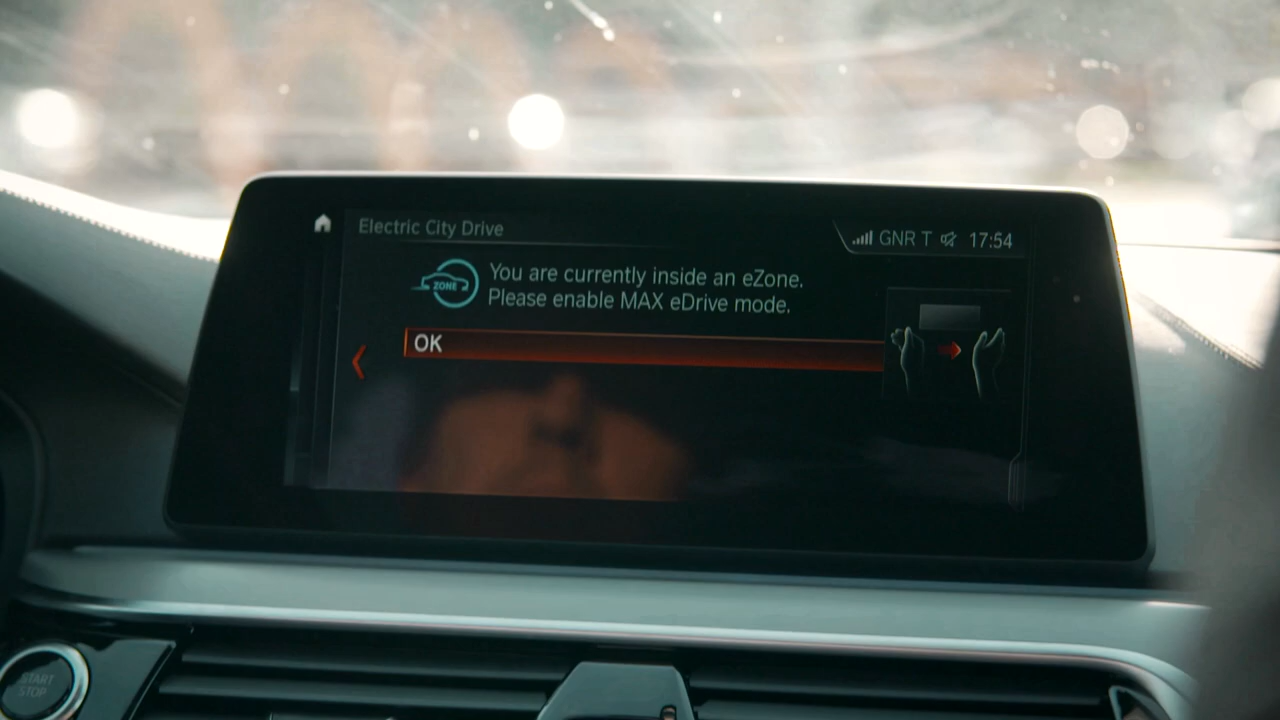 Electric City Drive
GNR T 17:54
You are currently inside an eZone.
Please enable MAX eDrive mode.
ZONE
OK
START
STOP